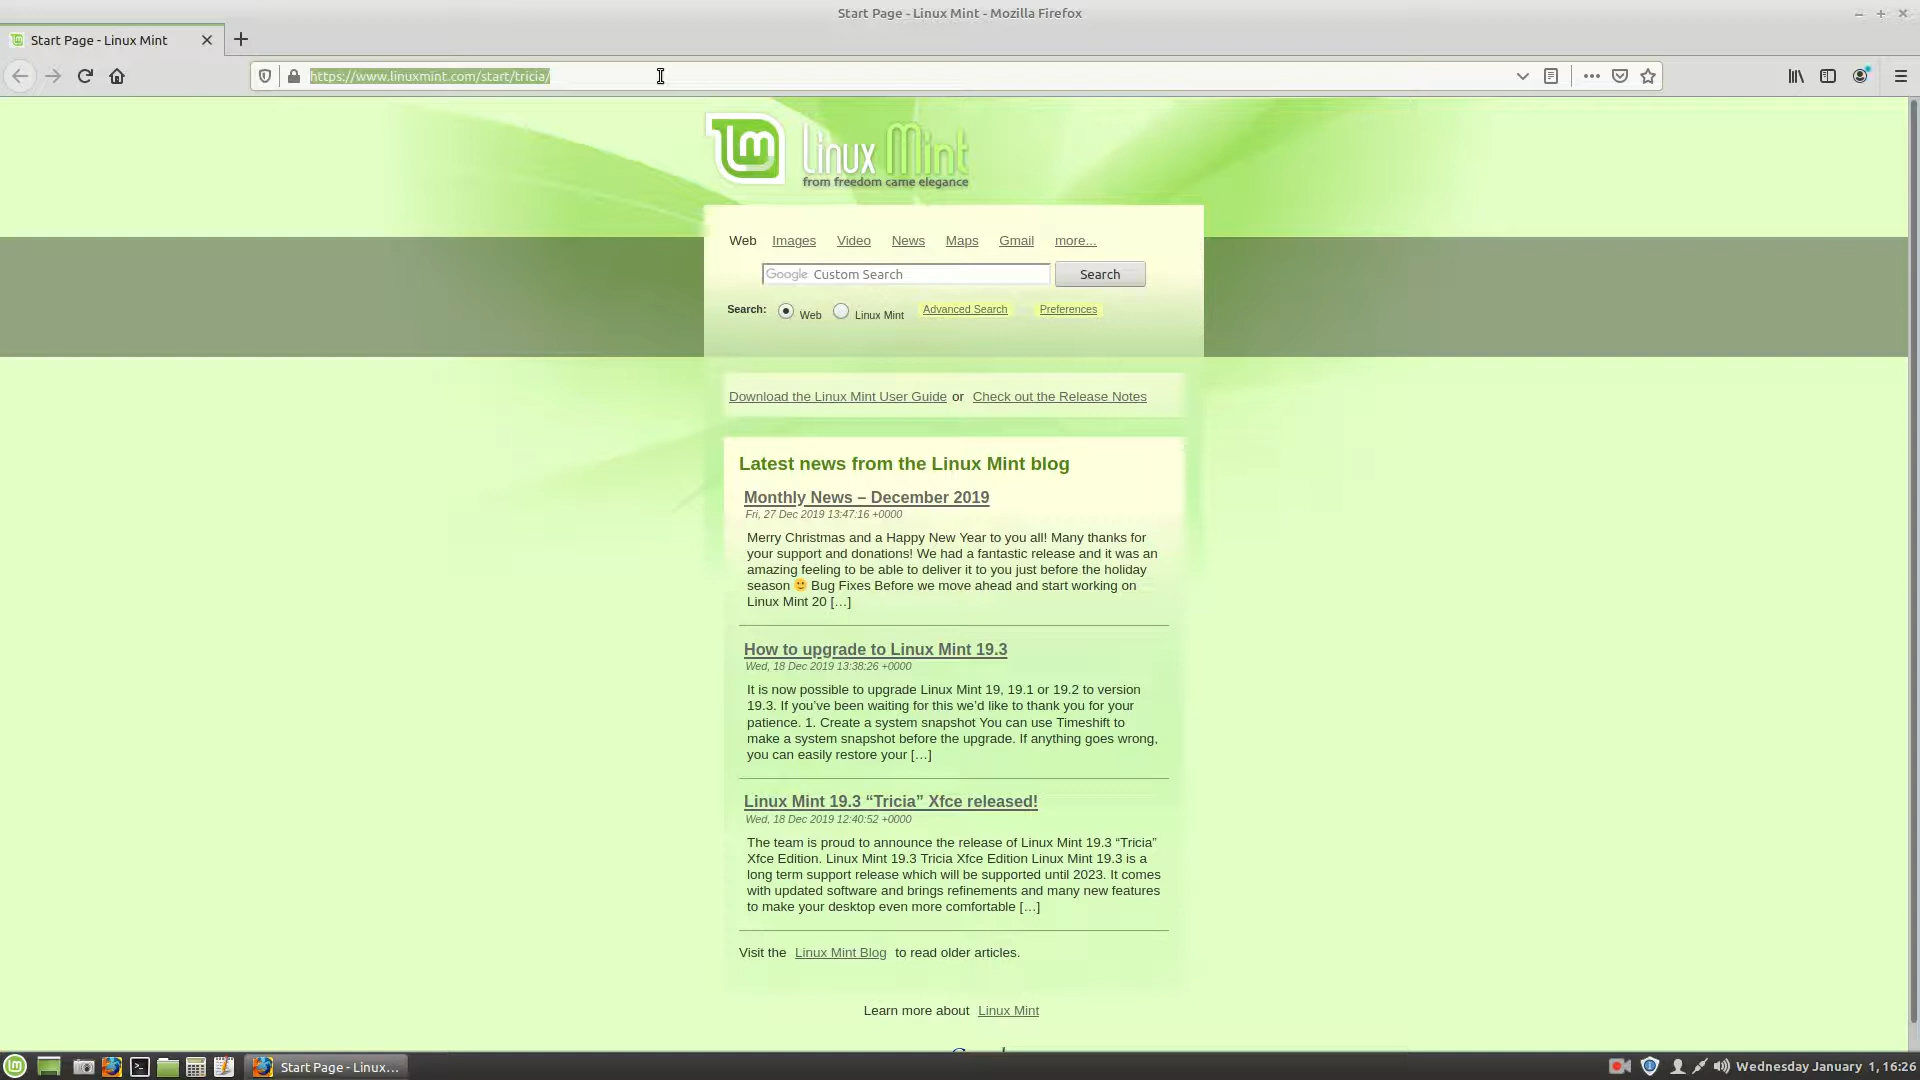 Start Page - Linux Mint - Mozilla Firefox
Start Page - Linux Mint
https://www.linuxmint.com/start/tricia/
Linux Mint
from freedom came elegance
Web Images Video News Maps Gmail more...
Google Custom Search Search
Search: Web Linux Mint Advanced Search Preferences
Download the Linux Mint User Guide or Check out the Release Notes
Latest news from the Linux Mint blog
Monthly News – December 2019
Fri, 27 Dec 2019 13:47:16 +0000
Merry Christmas and a Happy New Year to you all! Many thanks for
your support and donations! We had a fantastic release and it was an
amazing feeling to be able to deliver it to you just before the holiday
season 🙂 Bug Fixes Before we move ahead and start working on
Linux Mint 20 […]
How to upgrade to Linux Mint 19.3
Wed, 18 Dec 2019 13:38:26 +0000
It is now possible to upgrade Linux Mint 19, 19.1 or 19.2 to version
19.3. If you’ve been waiting for this we’d like to thank you for your
patience. 1. Create a system snapshot You can use Timeshift to
make a system snapshot before the upgrade. If anything goes wrong,
you can easily restore your […]
Linux Mint 19.3 “Tricia” Xfce released!
Wed, 18 Dec 2019 12:40:52 +0000
The team is proud to announce the release of Linux Mint 19.3 “Tricia”
Xfce Edition. Linux Mint 19.3 Tricia Xfce Edition Linux Mint 19.3 is a
long term support release which will be supported until 2023. It comes
with updated software and brings refinements and many new features
to make your desktop even more comfortable […]
Visit the Linux Mint Blog to read older articles.
Learn more about Linux Mint
Start Page - Linux...
Wednesday January 1, 16:26